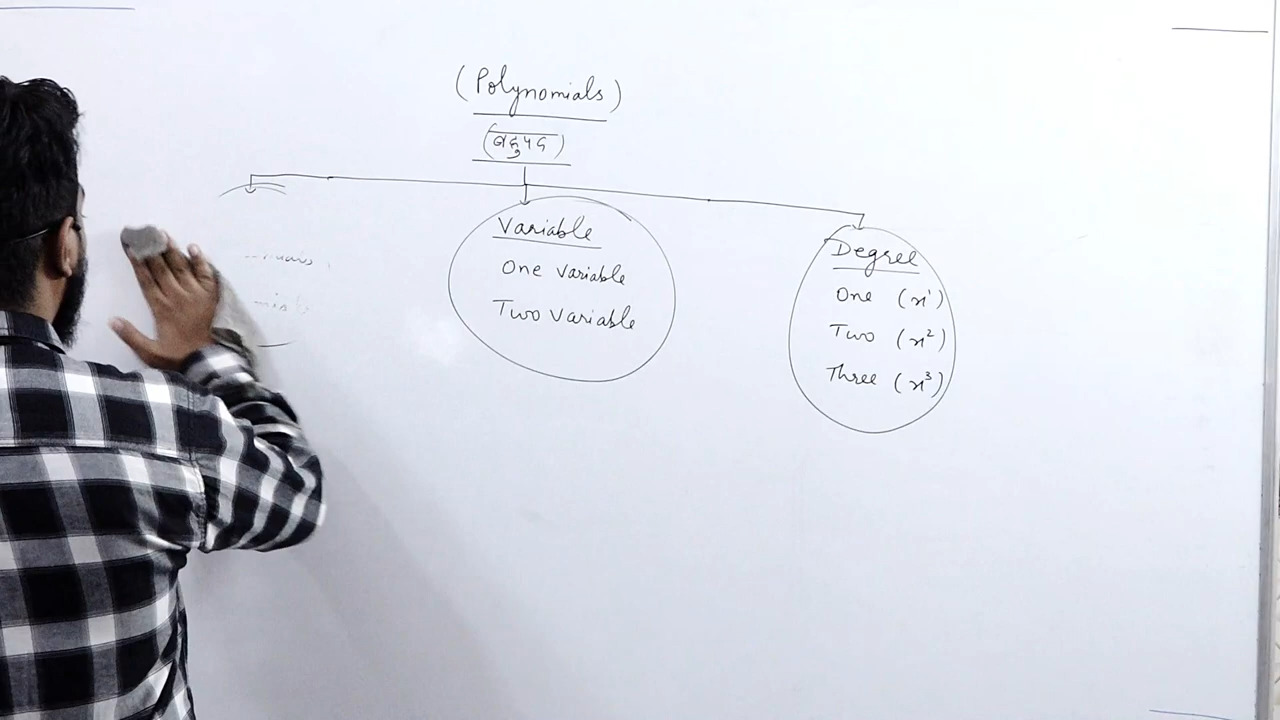 (Polynomials)
(बहुपद)
Variable
One variable
Two variable
Degree
One (x¹)
Two (x²)
Three (x³)